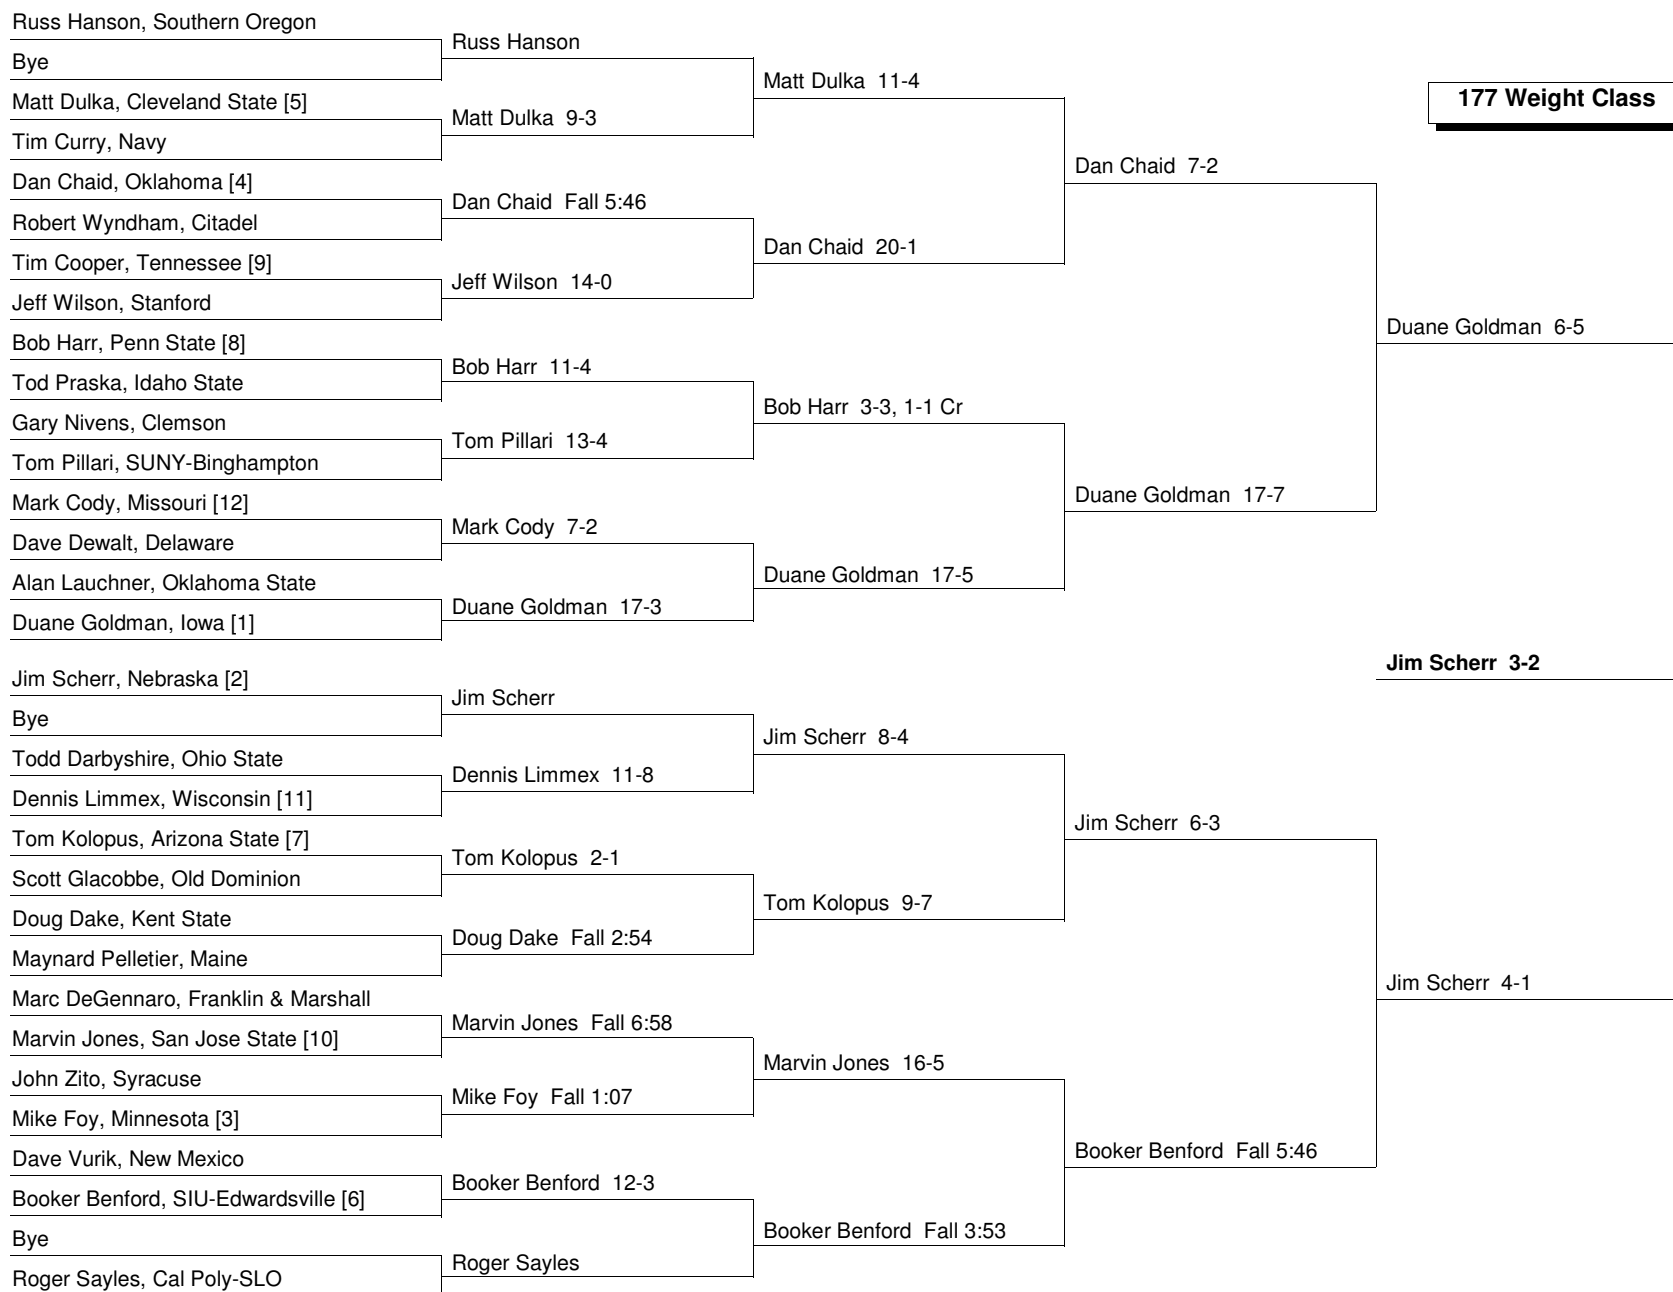 Russ Hanson, Southern Oregon
Bye
Matt Dulka, Cleveland State [5]
Tim Curry, Navy
Dan Chaid, Oklahoma [4]
Robert Wyndham, Citadel
Tim Cooper, Tennessee [9]
Jeff Wilson, Stanford
Bob Harr, Penn State [8]
Tod Praska, Idaho State
Gary Nivens, Clemson
Tom Pillari, SUNY-Binghampton
Mark Cody, Missouri [12]
Dave Dewalt, Delaware
Alan Lauchner, Oklahoma State
Duane Goldman, Iowa [1]
Jim Scherr, Nebraska [2]
Bye
Todd Darbyshire, Ohio State
Dennis Limmex, Wisconsin [11]
Tom Kolopus, Arizona State [7]
Scott Glacobbe, Old Dominion
Doug Dake, Kent State
Maynard Pelletier, Maine
Marc DeGennaro, Franklin & Marshall
Marvin Jones, San Jose State [10]
John Zito, Syracuse
Mike Foy, Minnesota [3]
Dave Vurik, New Mexico
Booker Benford, SIU-Edwardsville [6]
Bye
Roger Sayles, Cal Poly-SLO
Russ Hanson
Matt Dulka 9-3
Dan Chaid Fall 5:46
Jeff Wilson 14-0
Bob Harr 11-4
Tom Pillari 13-4
Mark Cody 7-2
Duane Goldman 17-3
Jim Scherr
Dennis Limmex 11-8
Tom Kolopus 2-1
Doug Dake Fall 2:54
Marvin Jones Fall 6:58
Mike Foy Fall 1:07
Booker Benford 12-3
Roger Sayles
Matt Dulka 11-4
Dan Chaid 20-1
Bob Harr 3-3, 1-1 Cr
Duane Goldman 17-5
Jim Scherr 8-4
Tom Kolopus 9-7
Marvin Jones 16-5
Booker Benford Fall 3:53
Dan Chaid 7-2
Duane Goldman 17-7
Jim Scherr 6-3
Booker Benford Fall 5:46
177 Weight Class
Duane Goldman 6-5
Jim Scherr 3-2
Jim Scherr 4-1